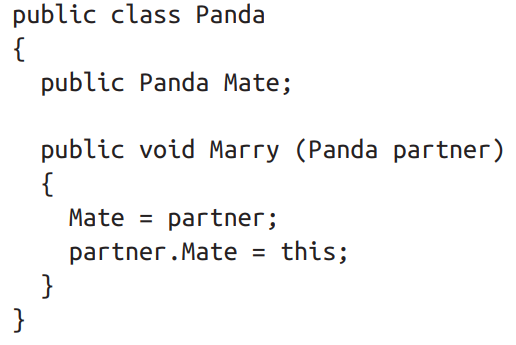 public class Panda
{
  public Panda Mate;

  public void Marry (Panda partner)
  {
    Mate = partner;
    partner.Mate = this;
  }
}